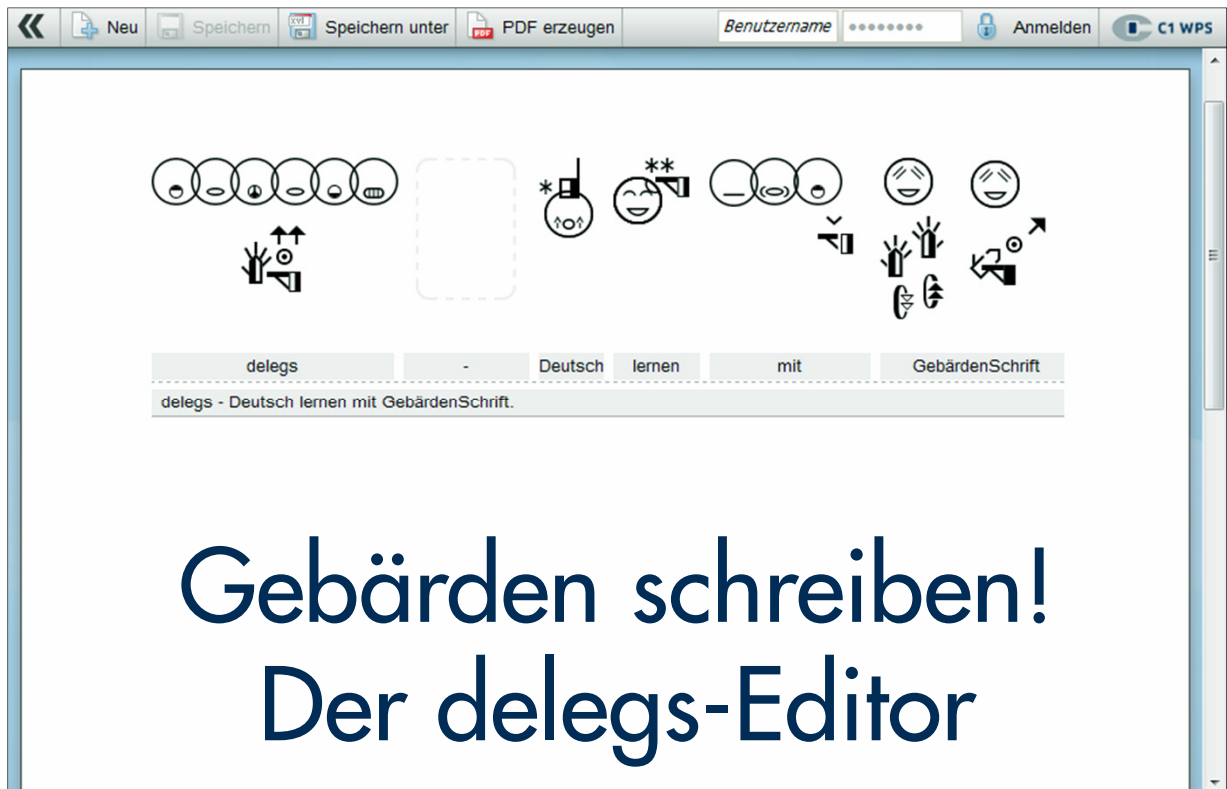 Neu Speichern Speichern unter PDF erzeugen Benutzername Anmelden C1 WPS
delegs - Deutsch lernen mit GebärdenSchrift
delegs - Deutsch lernen mit GebärdenSchrift.
Gebärden schreiben!
Der delegs-Editor